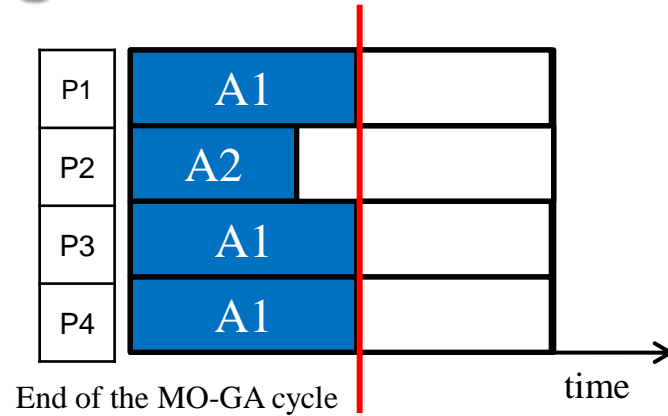 P1 A1
P2 A2
P3 A1
P4 A1
End of the MO-GA cycle
time